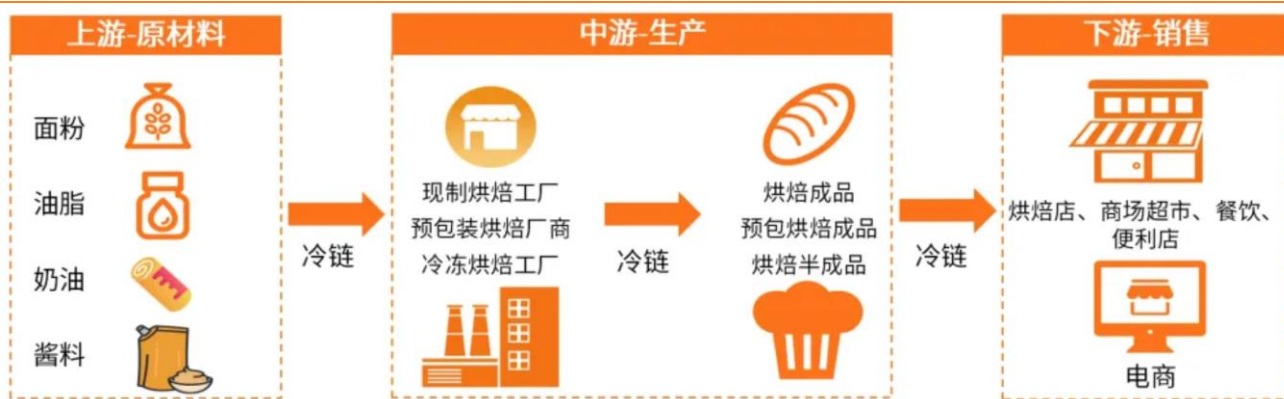 上游-原材料
面粉
油脂
奶油
酱料
冷链
中游-生产
现制烘焙工厂
预包装烘焙厂商
冷冻烘焙工厂
冷链
烘焙成品
预包烘焙成品
烘焙半成品
冷链
下游-销售
烘焙店、商场超市、餐饮、
便利店
电商